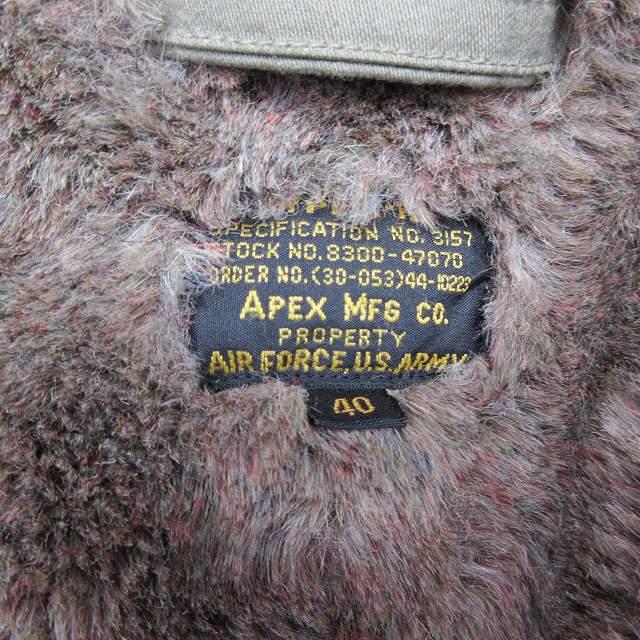 SPECIFICATION NO. 3157
STOCK NO. 8300-47070
ORDER NO. (30-053)44-10229
APEX MFG CO.
PROPERTY
AIR FORCE, U.S. ARMY
40